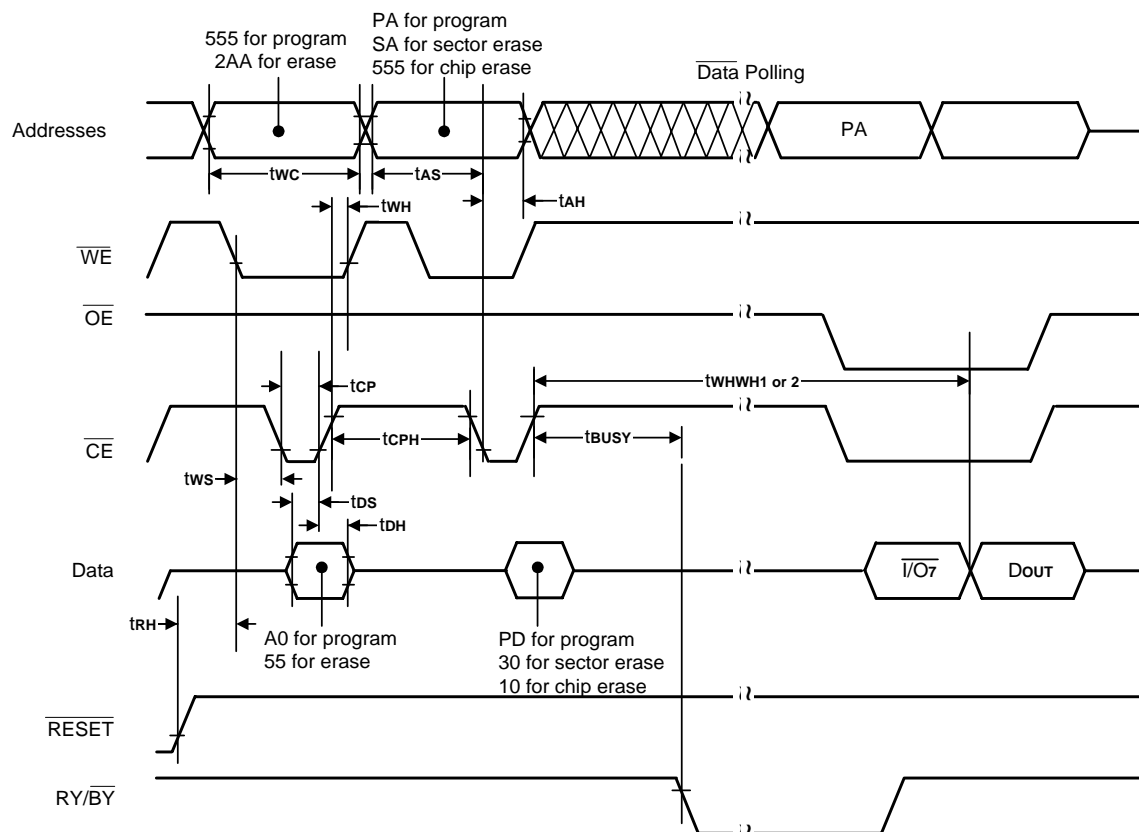 555 for program
2AA for erase
PA for program
SA for sector erase
555 for chip erase
Data Polling
Addresses
PA
tWC
tAS
tWH
tAH
WE
OE
tCP
tWHWH1 or 2
CE
tCPH
tBUSY
tWS
tDS
tDH
Data
I/O7
DOUT
tRH
A0 for program
55 for erase
PD for program
30 for sector erase
10 for chip erase
RESET
RY/BY